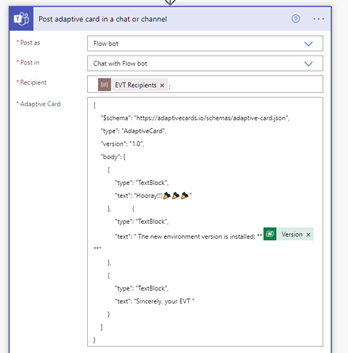 Post adaptive card in a chat or channel
* Post as
Flow bot
* Post in
Chat with Flow bot
* Recipient
EVT Recipients × ;
* Adaptive Card
{
"$schema": "https://adaptivecards.io/schemas/adaptive-card.json",
"type": "AdaptiveCard",
"version": "1.0",
"body": [
{
"type": "TextBlock",
"text": "Hooray!!!🎉🎉🎉"
}, {
"type": "TextBlock",
"text": " The new environment version is installed: ** Version ×
**"
},
{
"type": "TextBlock",
"text": "Sincerely, your EVT "
}
]
}